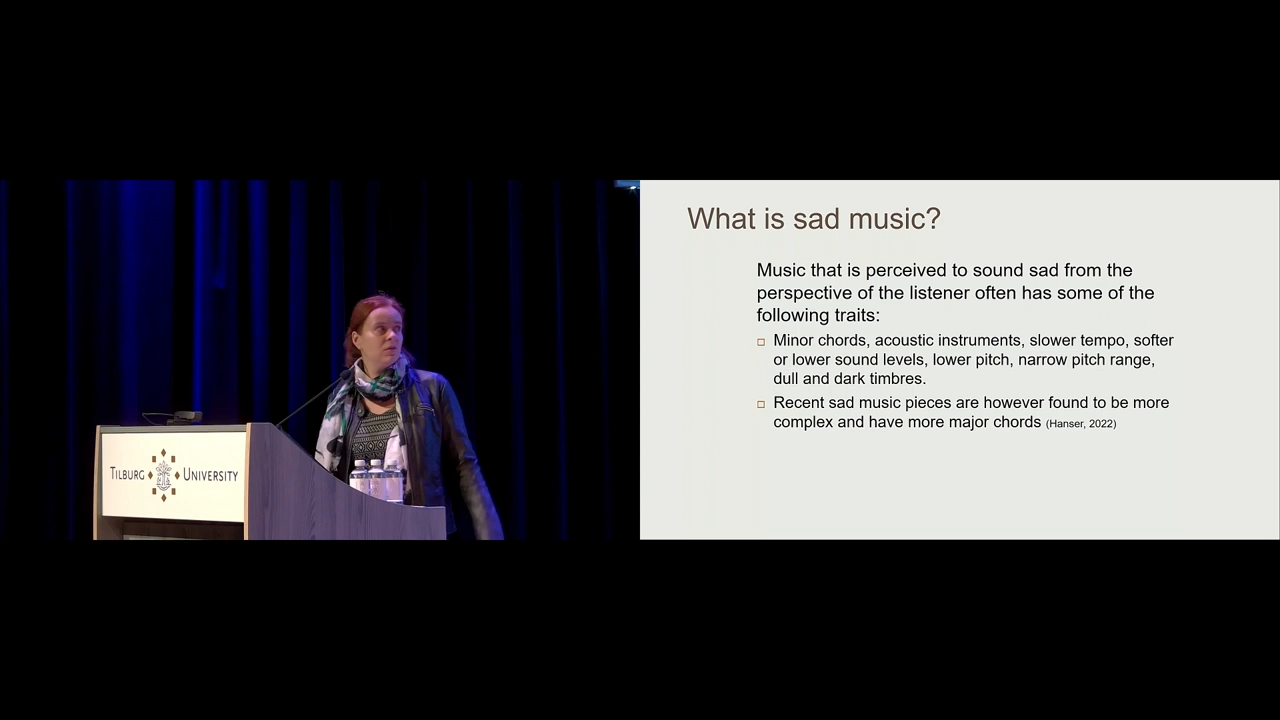 TILBURG UNIVERSITY
What is sad music?
Music that is perceived to sound sad from the
perspective of the listener often has some of the
following traits:
Minor chords, acoustic instruments, slower tempo, softer
or lower sound levels, lower pitch, narrow pitch range,
dull and dark timbres.
Recent sad music pieces are however found to be more
complex and have more major chords (Hanser, 2022)